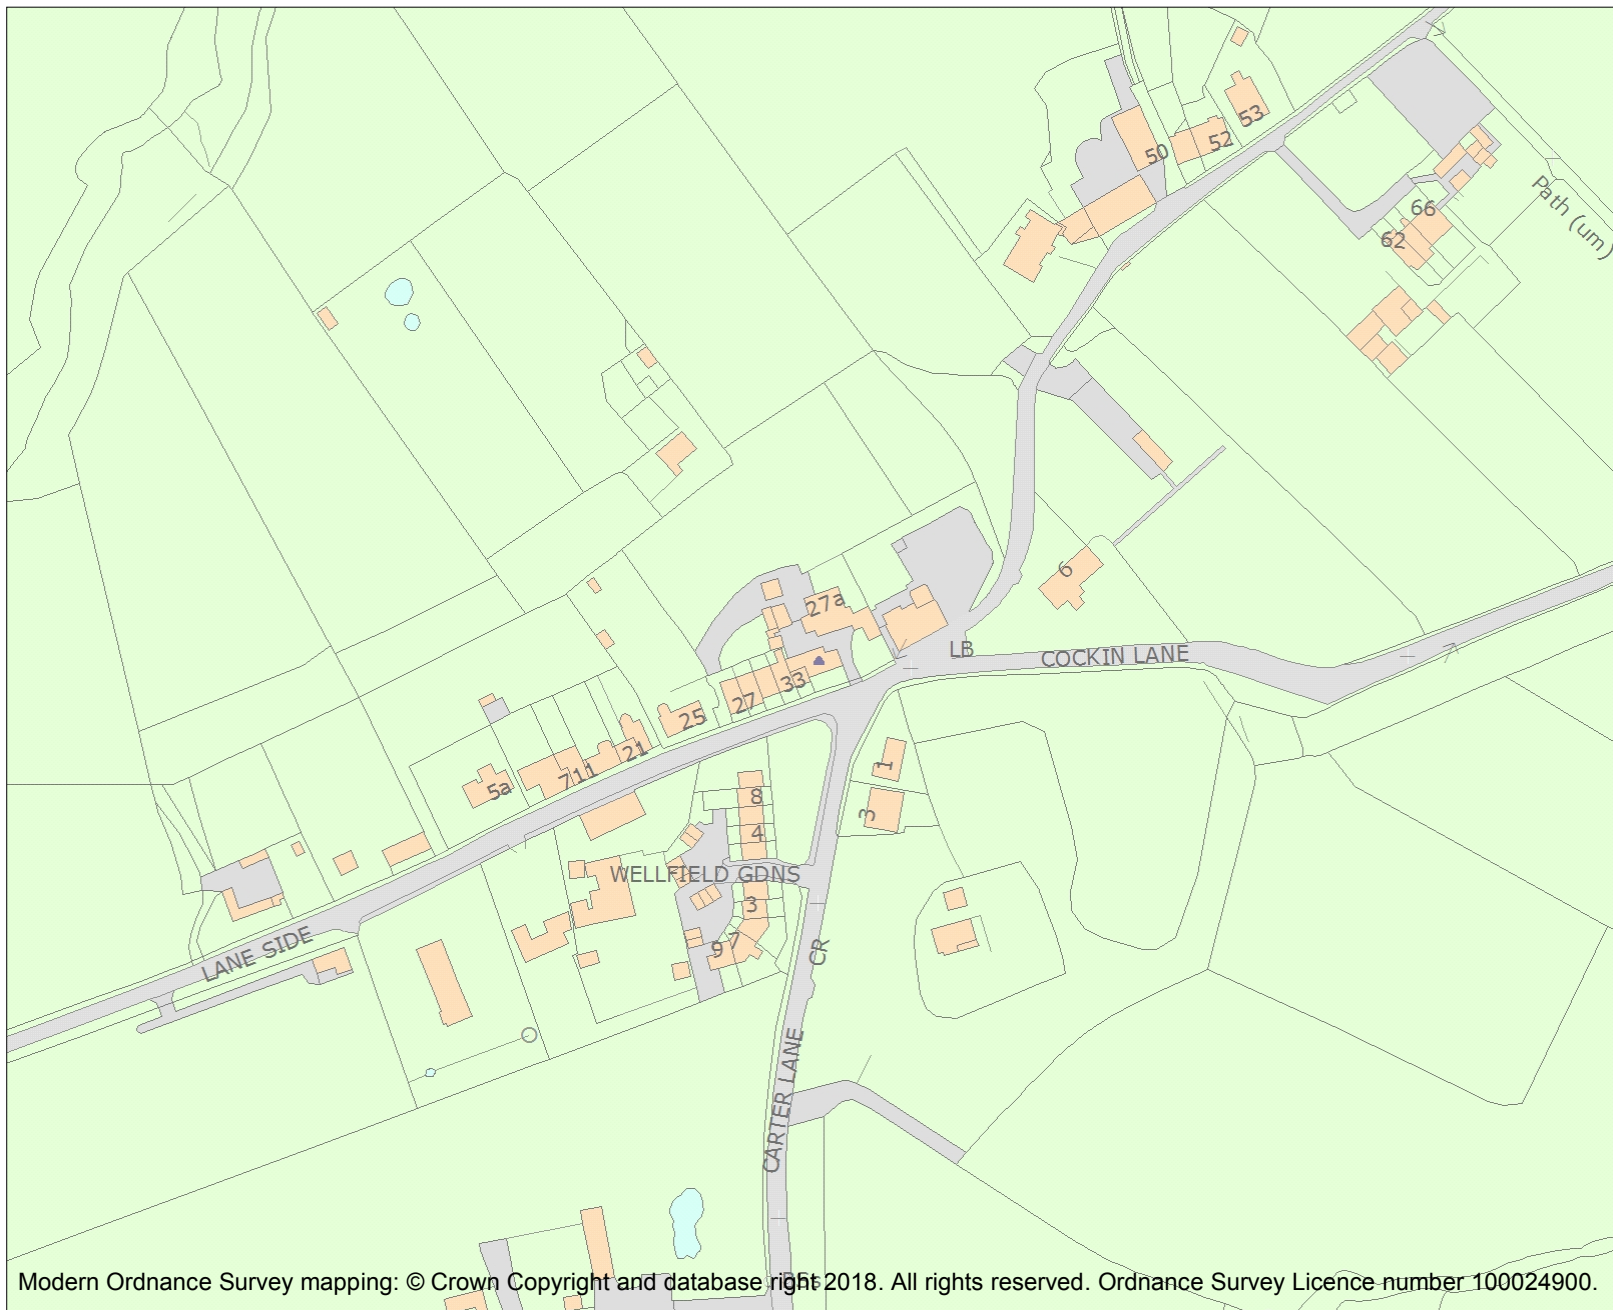 53
52
50
Path (um)
66
62
6
27a
LB
COCKIN LANE
33
27
25
21
711
5a
1
3
8
4
WELLFIELD GDNS
3
7
9
CR
LANE SIDE
CARTER LANE
Modern Ordnance Survey mapping: © Crown Copyright and database right 2018. All rights reserved. Ordnance Survey Licence number 100024900.